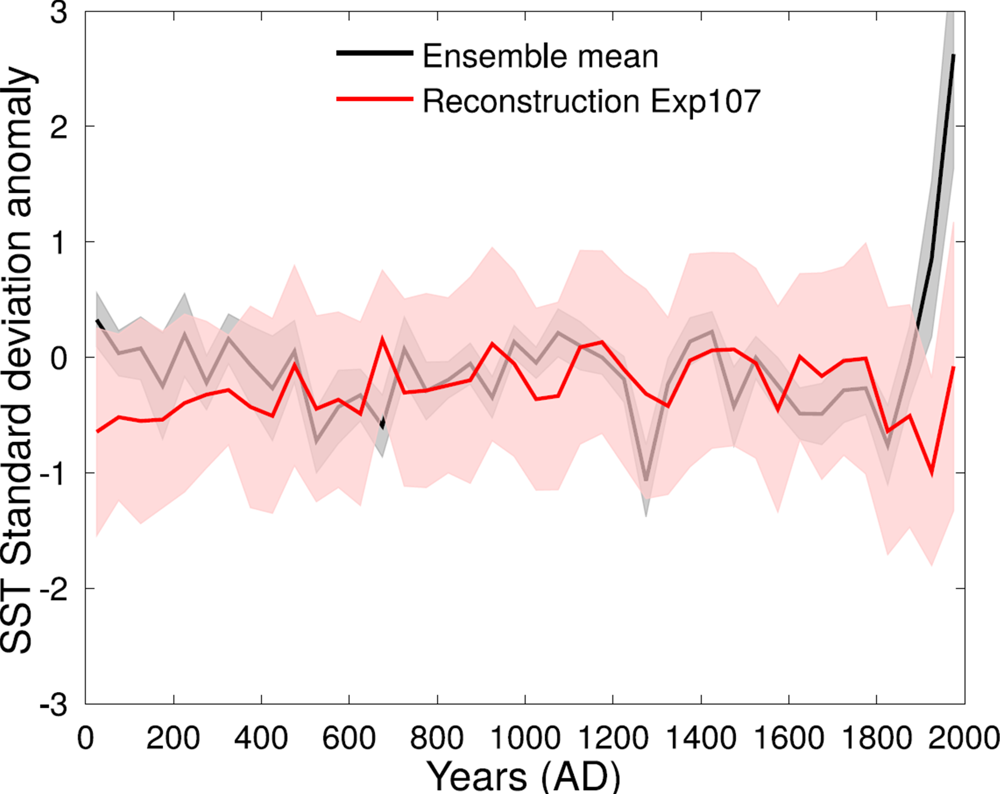 Ensemble mean
Reconstruction Exp107
SST Standard deviation anomaly
3
2
1
0
-1
-2
-3
0 200 400 600 800 1000 1200 1400 1600 1800 2000
Years (AD)